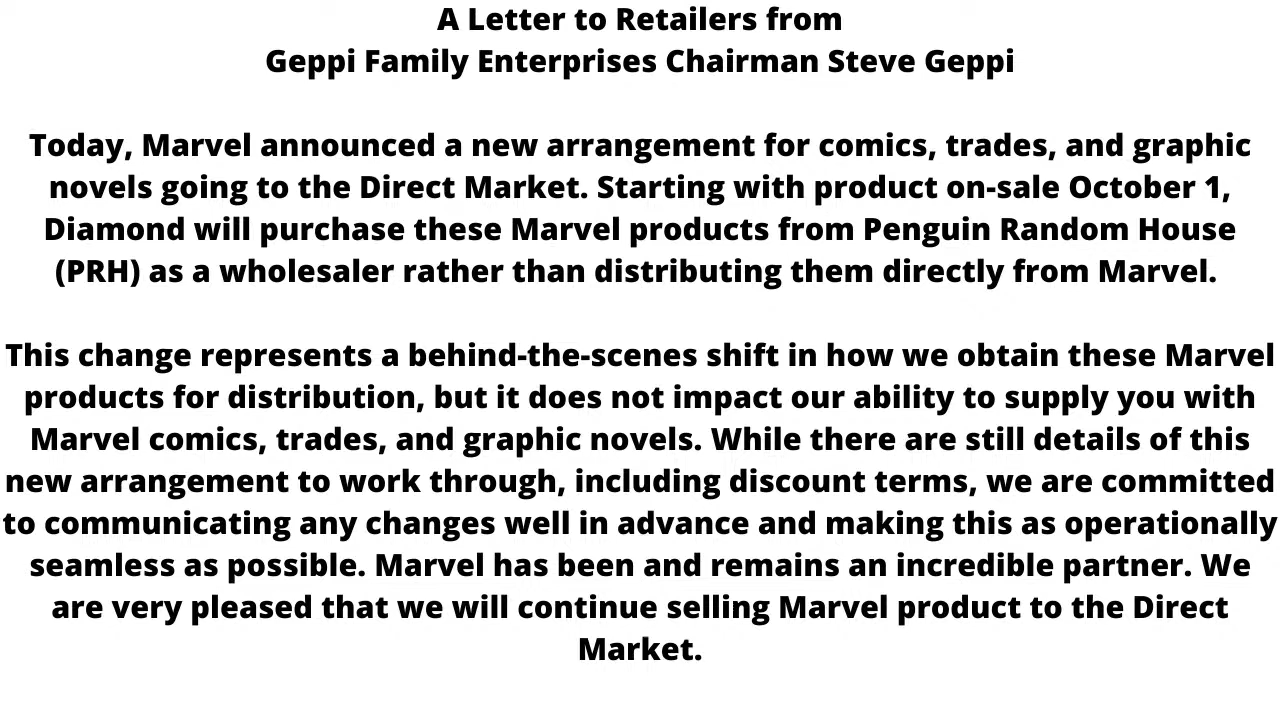 A Letter to Retailers from
Geppi Family Enterprises Chairman Steve Geppi
Today, Marvel announced a new arrangement for comics, trades, and graphic
novels going to the Direct Market. Starting with product on-sale October 1,
Diamond will purchase these Marvel products from Penguin Random House
(PRH) as a wholesaler rather than distributing them directly from Marvel.
This change represents a behind-the-scenes shift in how we obtain these Marvel
products for distribution, but it does not impact our ability to supply you with
Marvel comics, trades, and graphic novels. While there are still details of this
new arrangement to work through, including discount terms, we are committed
to communicating any changes well in advance and making this as operationally
seamless as possible. Marvel has been and remains an incredible partner. We
are very pleased that we will continue selling Marvel product to the Direct
Market.